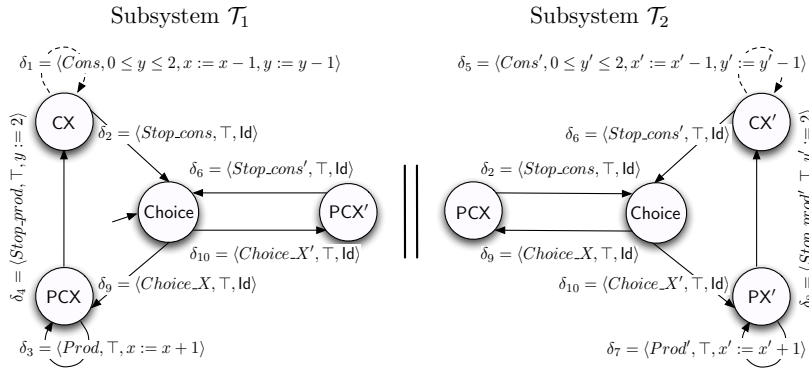 Subsystem 𝒯₁
Subsystem 𝒯₂
δ₁ = ⟨Cons, 0 ≤ y ≤ 2, x := x − 1, y := y − 1⟩
CX
δ₂ = ⟨Stop_cons, ⊤, Id⟩
δ₆ = ⟨Stop_cons′, ⊤, Id⟩
δ₄ = ⟨Stop_prod, ⊤, y := 2⟩
Choice
PCX′
δ₁₀ = ⟨Choice_X′, ⊤, Id⟩
δ₉ = ⟨Choice_X, ⊤, Id⟩
PCX
δ₃ = ⟨Prod, ⊤, x := x + 1⟩
||
δ₅ = ⟨Cons′, 0 ≤ y′ ≤ 2, x′ := x′ − 1, y′ := y′ − 1⟩
CX′
δ₆ = ⟨Stop_cons′, ⊤, Id⟩
δ₂ = ⟨Stop_cons, ⊤, Id⟩
PCX
Choice
δ₉ = ⟨Choice_X, ⊤, Id⟩
δ₁₀ = ⟨Choice_X′, ⊤, Id⟩
= ⟨Stop_prod′, ⊤, y′ := 2⟩
PX′
δ₇ = ⟨Prod′, ⊤, x′ := x′ + 1⟩